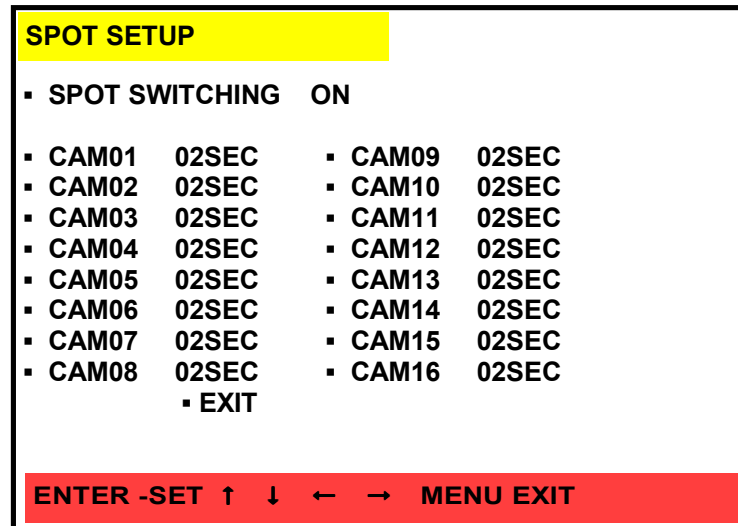 SPOT SETUP
▪ SPOT SWITCHING ON
▪ CAM01 02SEC ▪ CAM09 02SEC
▪ CAM02 02SEC ▪ CAM10 02SEC
▪ CAM03 02SEC ▪ CAM11 02SEC
▪ CAM04 02SEC ▪ CAM12 02SEC
▪ CAM05 02SEC ▪ CAM13 02SEC
▪ CAM06 02SEC ▪ CAM14 02SEC
▪ CAM07 02SEC ▪ CAM15 02SEC
▪ CAM08 02SEC ▪ CAM16 02SEC
▪ EXIT
ENTER -SET ↑ ↓ ← → MENU EXIT